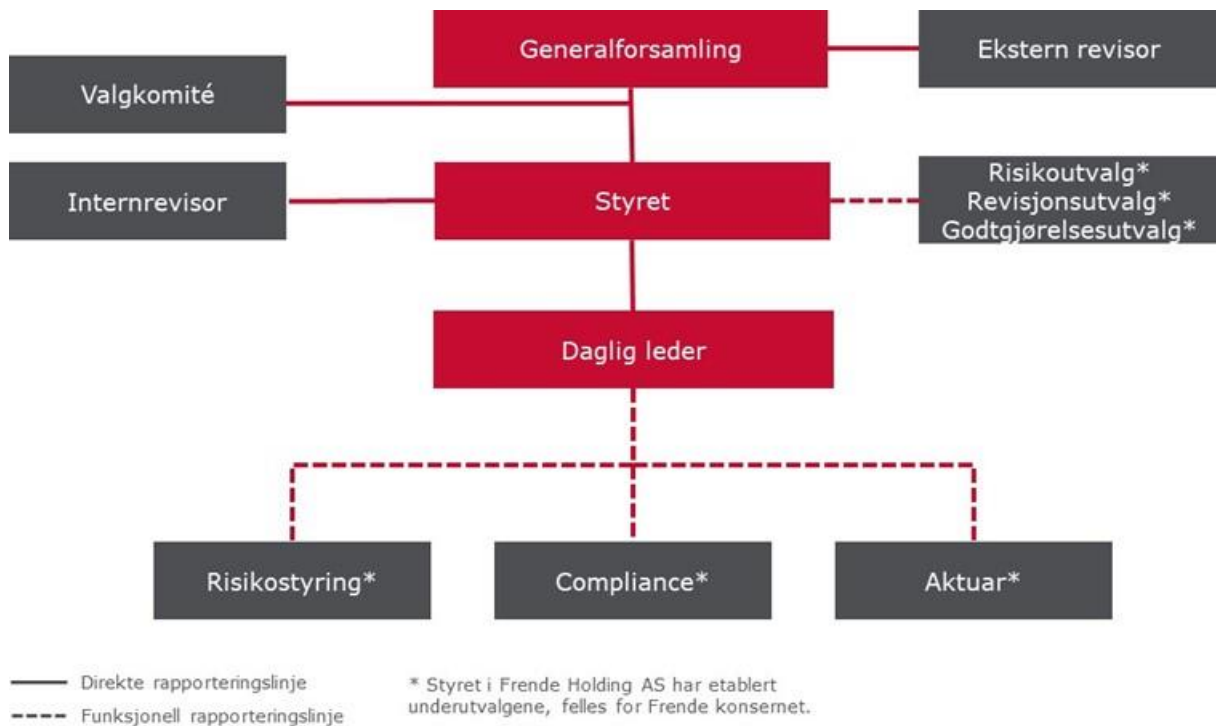 Generalforsamling
Ekstern revisor
Valgkomité
Internrevisor
Styret
Risikoutvalg*
Revisjonsutvalg*
Godtgjørelsesutvalg*
Daglig leder
Risikostyring*
Compliance*
Aktuar*
Direkte rapporteringslinje
Funksjonell rapporteringslinje
* Styret i Frende Holding AS har etablert
underutvalgene, felles for Frende konsernet.